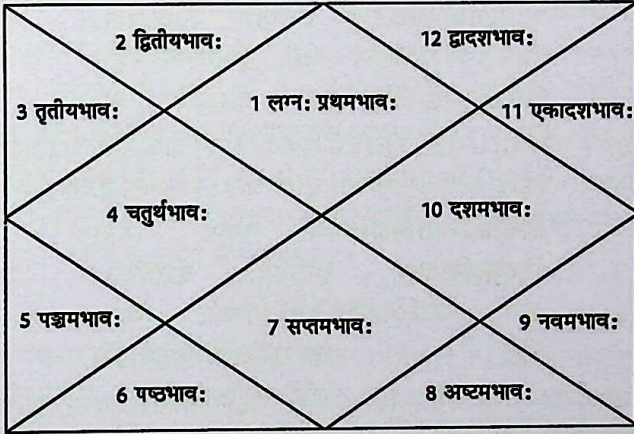 2 द्वितीयभाव:
12 द्वादशभाव:
3 तृतीयभाव:
1 लग्न: प्रथमभाव:
11 एकादशभाव:
4 चतुर्थभाव:
10 दशमभाव:
5 पञ्चमभाव:
7 सप्तमभाव:
9 नवमभाव:
6 षष्ठभाव:
8 अष्टमभाव: